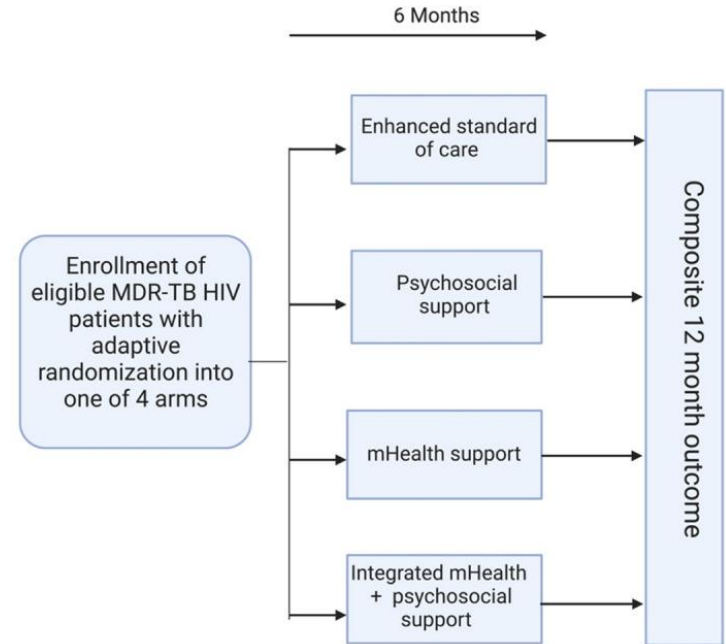 6 Months
Enrollment of
eligible MDR-TB HIV
patients with
adaptive
randomization into
one of 4 arms
Enhanced standard
of care
Psychosocial
support
mHealth support
Integrated mHealth
+ psychosocial
support
Composite 12 month outcome